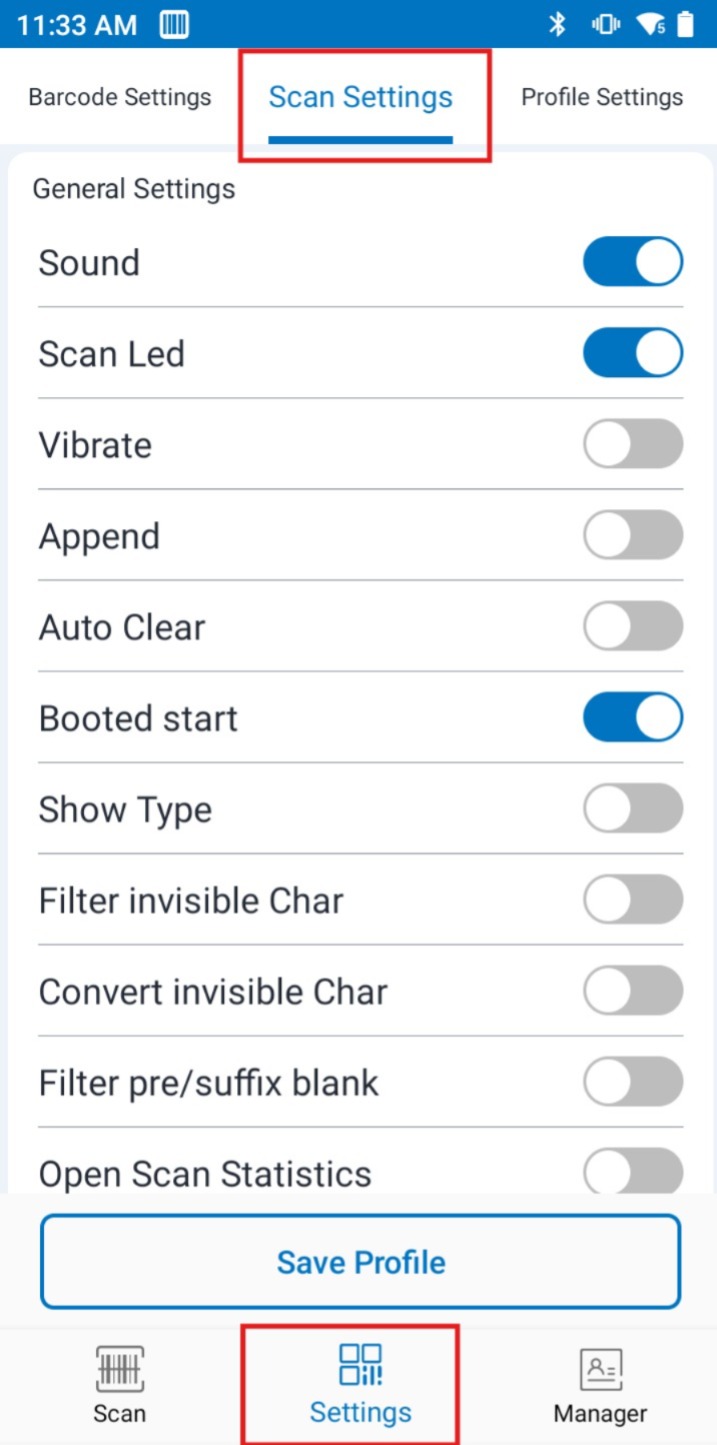 11:33 AM
5
Barcode Settings
Scan Settings
Profile Settings
General Settings
Sound
Scan Led
Vibrate
Append
Auto Clear
Booted start
Show Type
Filter invisible Char
Convert invisible Char
Filter pre/suffix blank
Open Scan Statistics
Save Profile
Scan
Settings
Manager